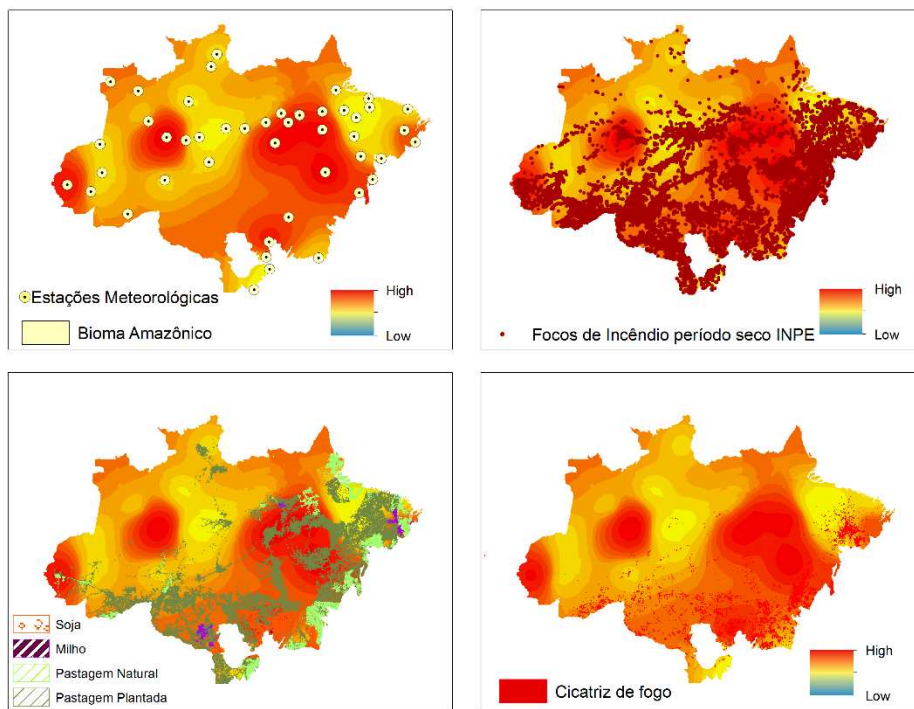 Estações Meteorológicas
Bioma Amazônico
High
Low
Focos de Incêndio período seco INPE
High
Low
Soja
Milho
Pastagem Natural
Pastagem Plantada
Cicatriz de fogo
High
Low